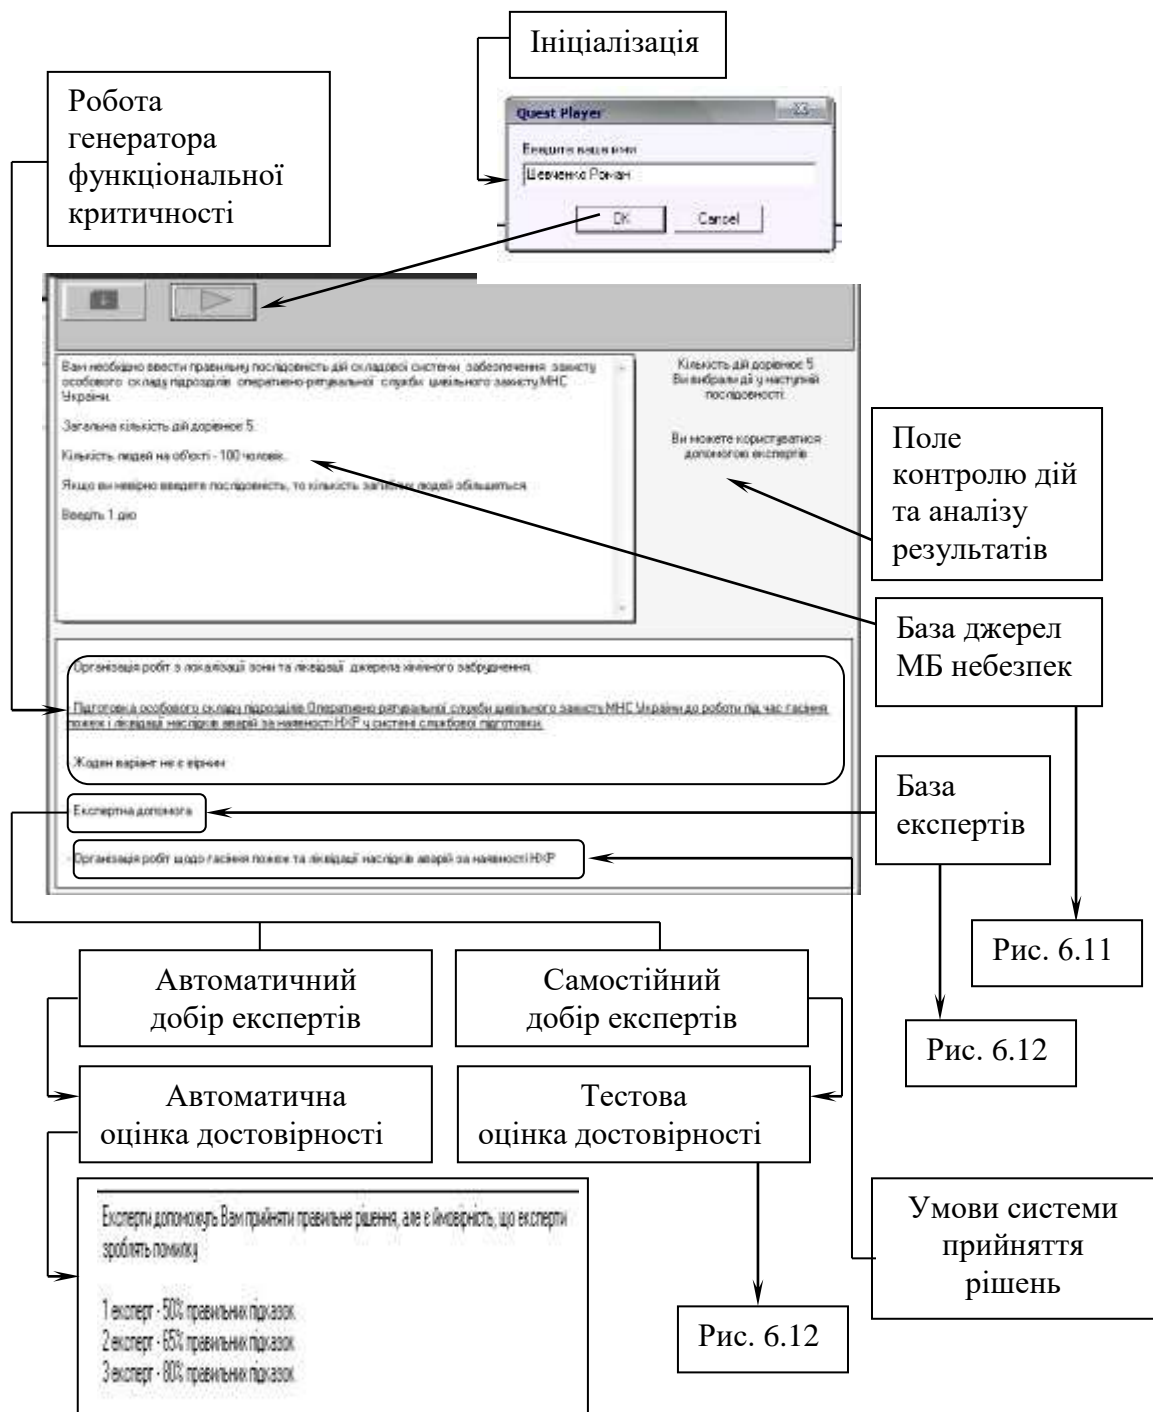 Ініціалізація
Робота
генератора
функціональної
критичності
Quest Player
Введите ваше имя
Шевченко Роман
OK
Cancel
Вам необхідно ввести правильну послідовність дій складової системи забезпечення захисту
особового складу підрозділів оперативно-рятувальної служби цивільного захисту МНС
України.
Загальна кількість дій дорівнює 5.
Кількість людей на об'єкті - 100 чоловік.
Якщо ви невірно введете послідовність, то кількість загиблих людей збільшиться
Введіть 1 дію
Кількість дій дорівнює 5
Ви вибрали дії у наступній
послідовності:
Ви можете користуватися
допомогою експертів
Поле
контролю дій
та аналізу
результатів
База джерел
МБ небезпек
- Організація робіт з локалізації зони та ліквідації джерела хімічного забруднення.
- Підготовка особового складу підрозділів Оперативно-рятувальної служби цивільного захисту МНС України до роботи під час гасіння
пожеж і ліквідації наслідків аварій за наявності НХР у системі службової підготовки.
- Жоден варіант не є вірним
База
експертів
Експертна допомога
- Організація робіт щодо гасіння пожеж та ліквідації наслідків аварій за наявності НХР
Рис. 6.11
Автоматичний
добір експертів
Самостійний
добір експертів
Рис. 6.12
Автоматична
оцінка достовірності
Тестова
оцінка достовірності
Експерти допоможуть Вам прийняти правильне рішення, але є ймовірність, що експерти
зроблять помилку
1 експерт - 50% правильних підказок
2 експерт - 65% правильних підказок
3 експерт - 80% правильних підказок
Рис. 6.12
Умови системи
прийняття
рішень